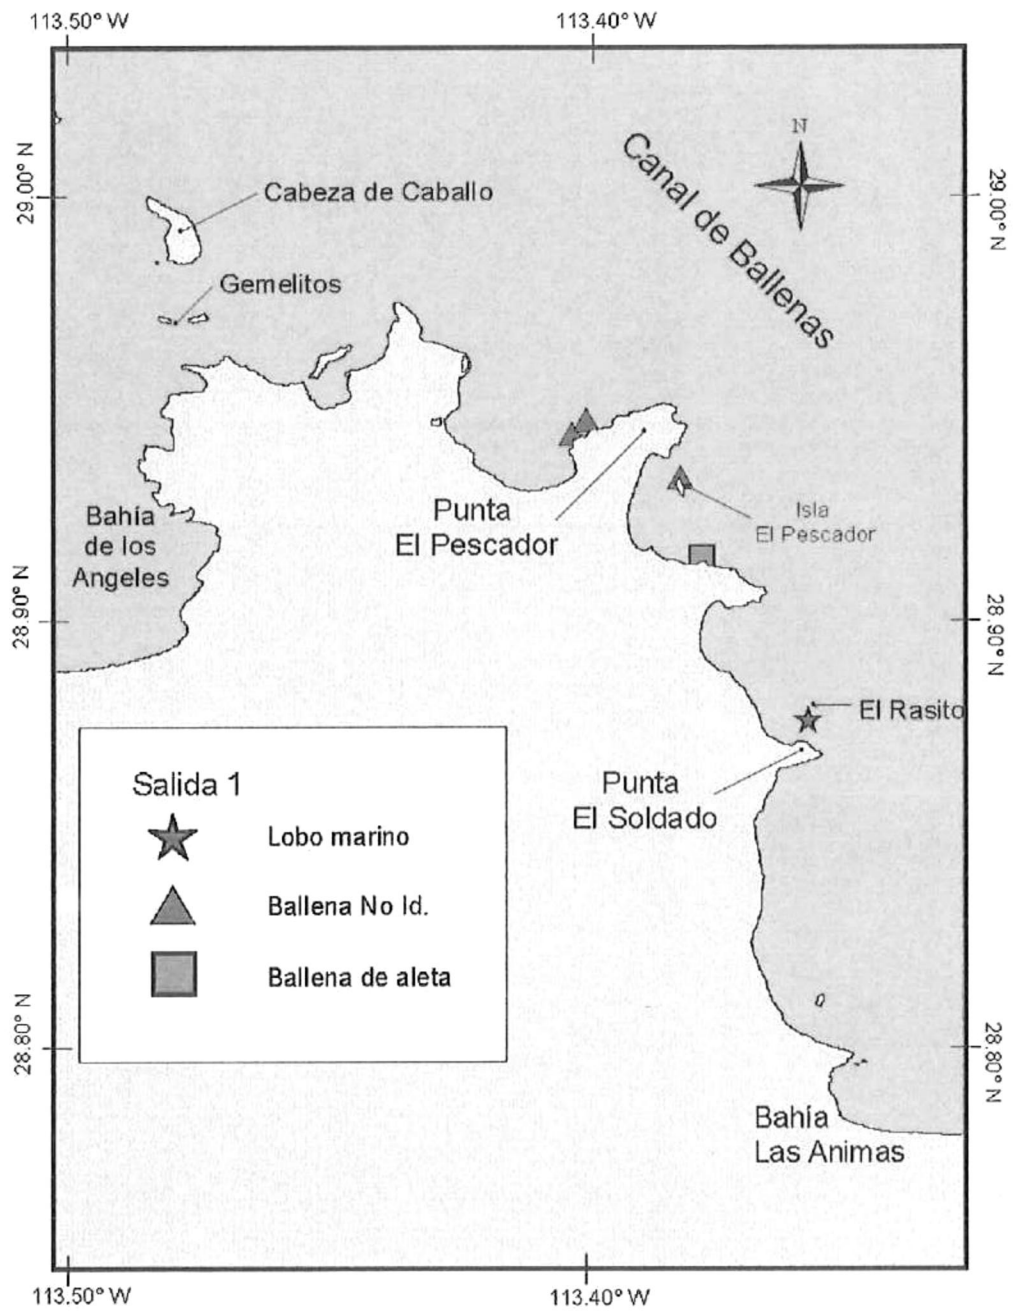 113.50° W
113.40° W
N
Canal de Ballenas
29.00° N
29.00° N
Cabeza de Caballo
Gemelitos
Punta
El Pescador
Isla
El Pescador
Bahía
de los
Angeles
28.90° N
28.90° N
El Rasito
Punta
El Soldado
Salida 1
Lobo marino
Ballena No Id.
Ballena de aleta
28.80° N
28.80° N
Bahía
Las Animas
113.50° W
113.40° W